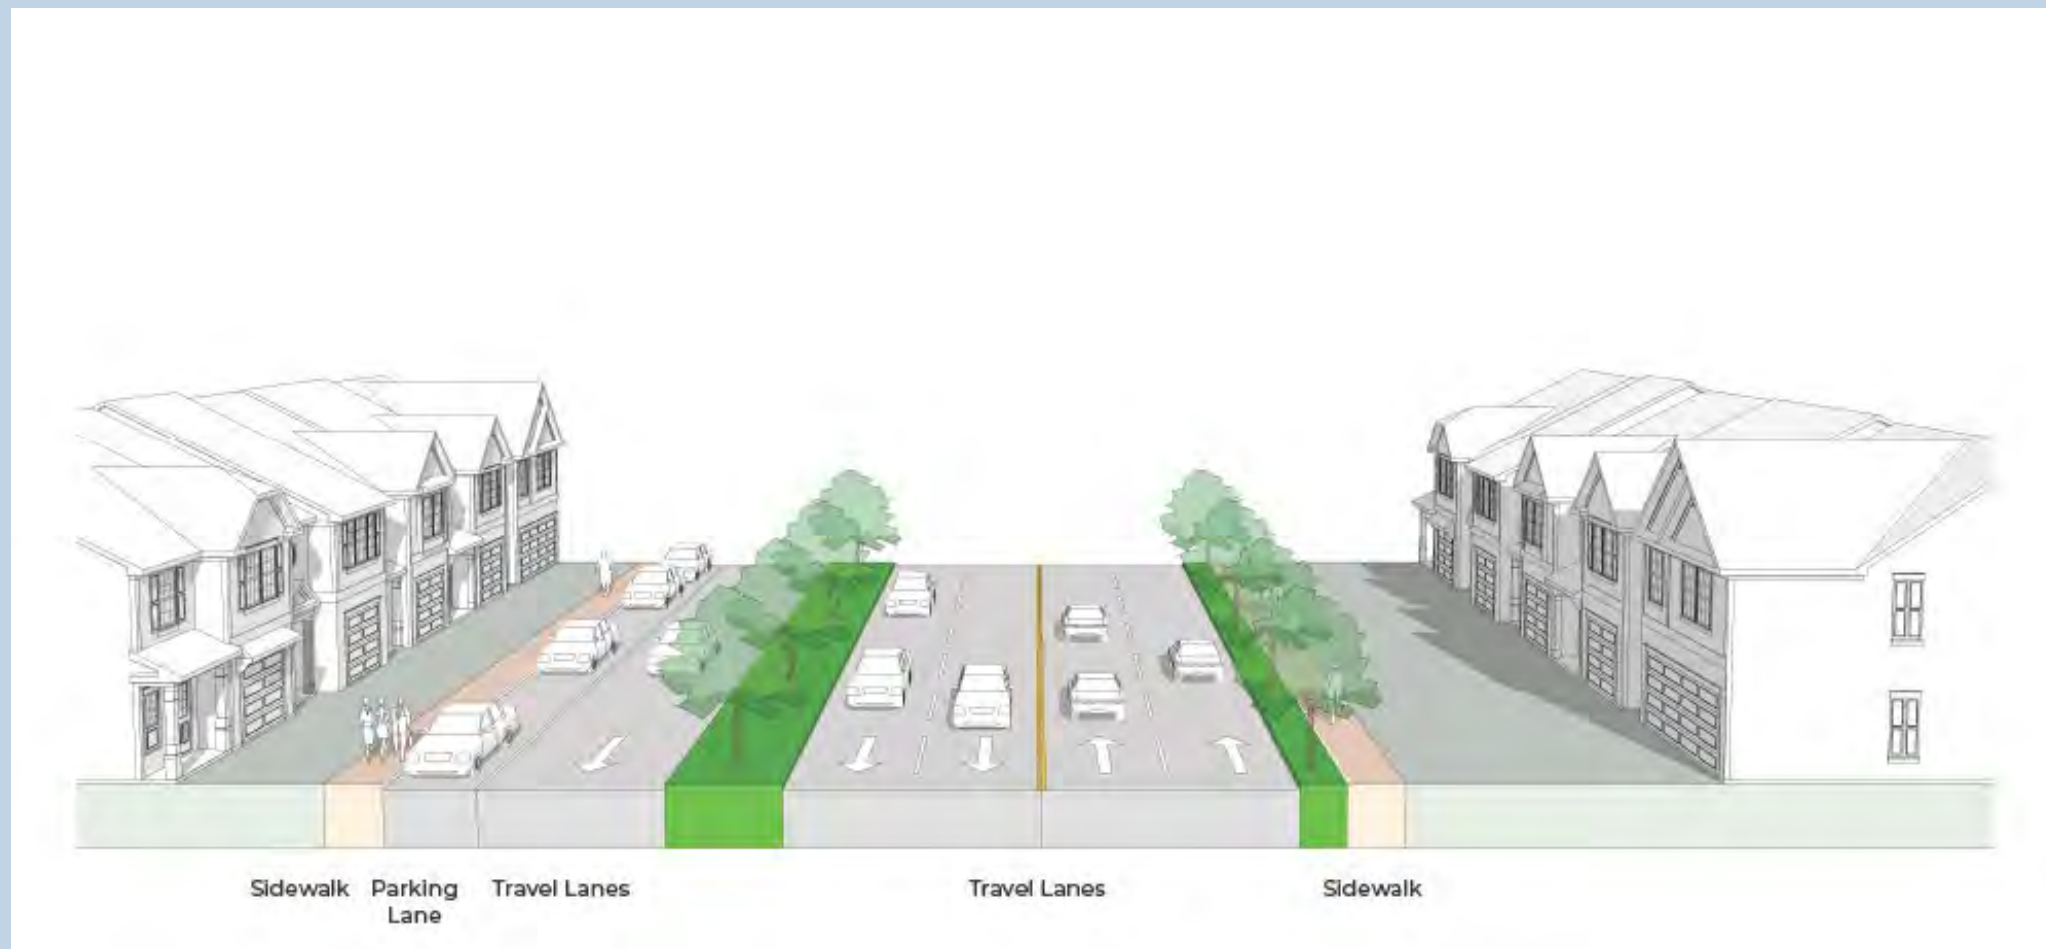 Sidewalk
Parking
Lane
Travel Lanes
Travel Lanes
Sidewalk